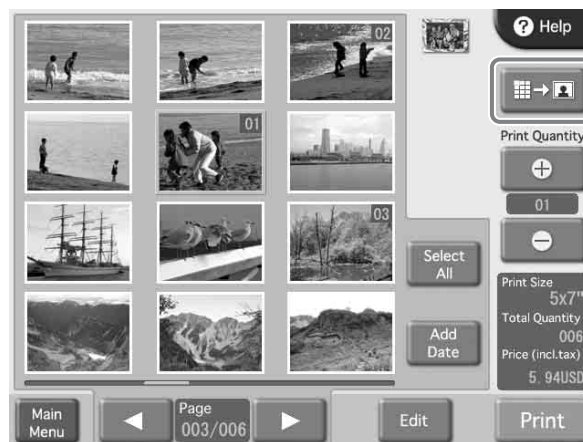 02
? Help
Print Quantity
01
01
03
Select
All
Print Size
5x7"
Total Quantity
006
Add
Date
Price (incl.tax)
5.94USD
Main
Menu
Page
003/006
Edit
Print